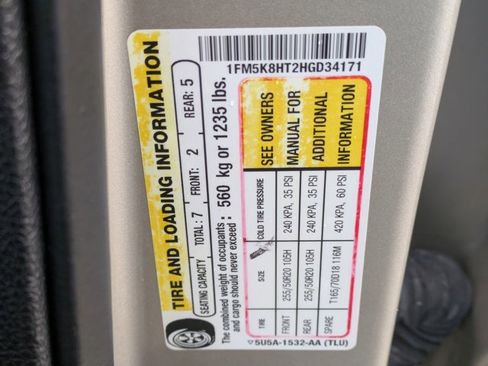 1FM5K8HT2HGD34171
TIRE AND LOADING INFORMATION
SEATING CAPACITY TOTAL: 7 FRONT: 2 REAR: 5
The combined weight of occupants
and cargo should never exceed : 560 kg or 1235 lbs.
TIRE SIZE COLD TIRE PRESSURE SEE OWNERS
FRONT 255/50R20 105H 240 KPA, 35 PSI MANUAL FOR
REAR 255/50R20 105H 240 KPA, 35 PSI ADDITIONAL
SPARE T165/70D18 116M 420 KPA, 60 PSI INFORMATION
5U5A-1532-AA (TLU)